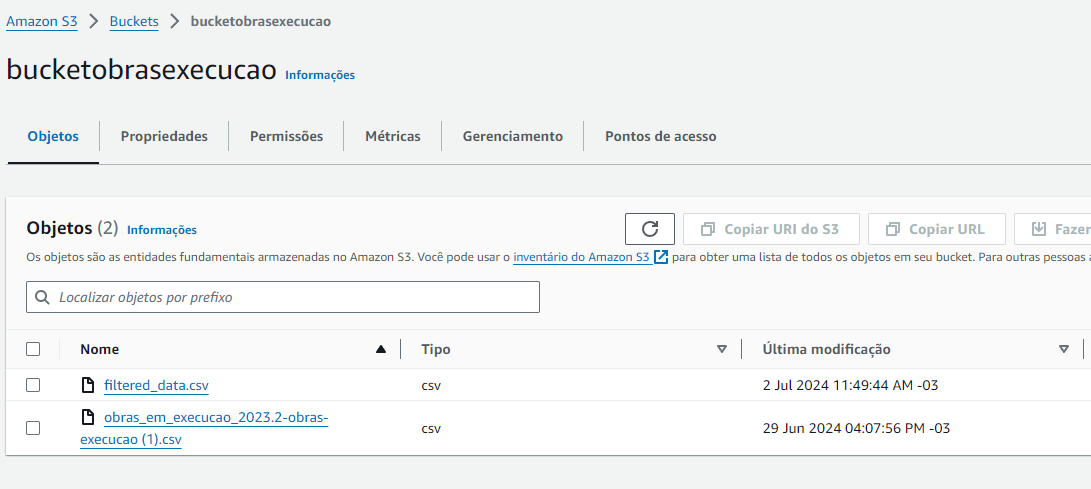 Amazon S3 > Buckets > bucketobrasexecucao
bucketobrasexecucao Informações
Objetos Propriedades Permissões Métricas Gerenciamento Pontos de acesso
Objetos (2) Informações
Copiar URI do S3 Copiar URL Fazer
Os objetos são as entidades fundamentais armazenadas no Amazon S3. Você pode usar o inventário do Amazon S3 para obter uma lista de todos os objetos em seu bucket. Para outras pessoas a
Localizar objetos por prefixo
Nome Tipo Última modificação
filtered_data.csv csv 2 Jul 2024 11:49:44 AM -03
obras_em_execucao_2023.2-obras-
execucao (1).csv csv 29 Jun 2024 04:07:56 PM -03